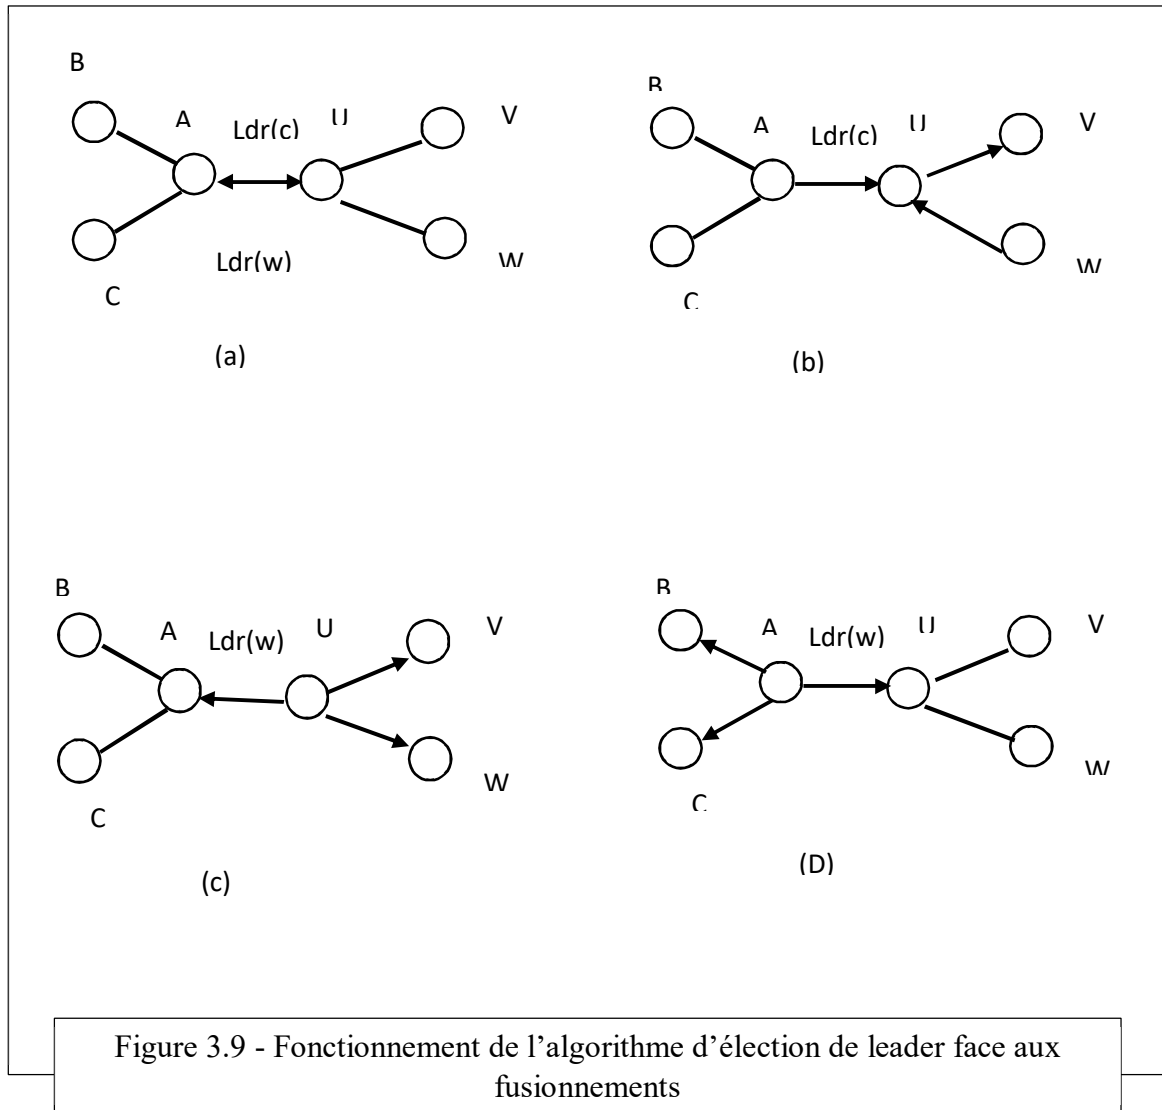 B
A
Ldr(c)
U
V
Ldr(w)
W
C
(a)
B
A
Ldr(c)
U
V
W
C
(b)
B
A
Ldr(w)
U
V
W
C
(c)
B
A
Ldr(w)
U
V
W
C
(D)
Figure 3.9 - Fonctionnement de l’algorithme d’élection de leader face aux
fusionnements